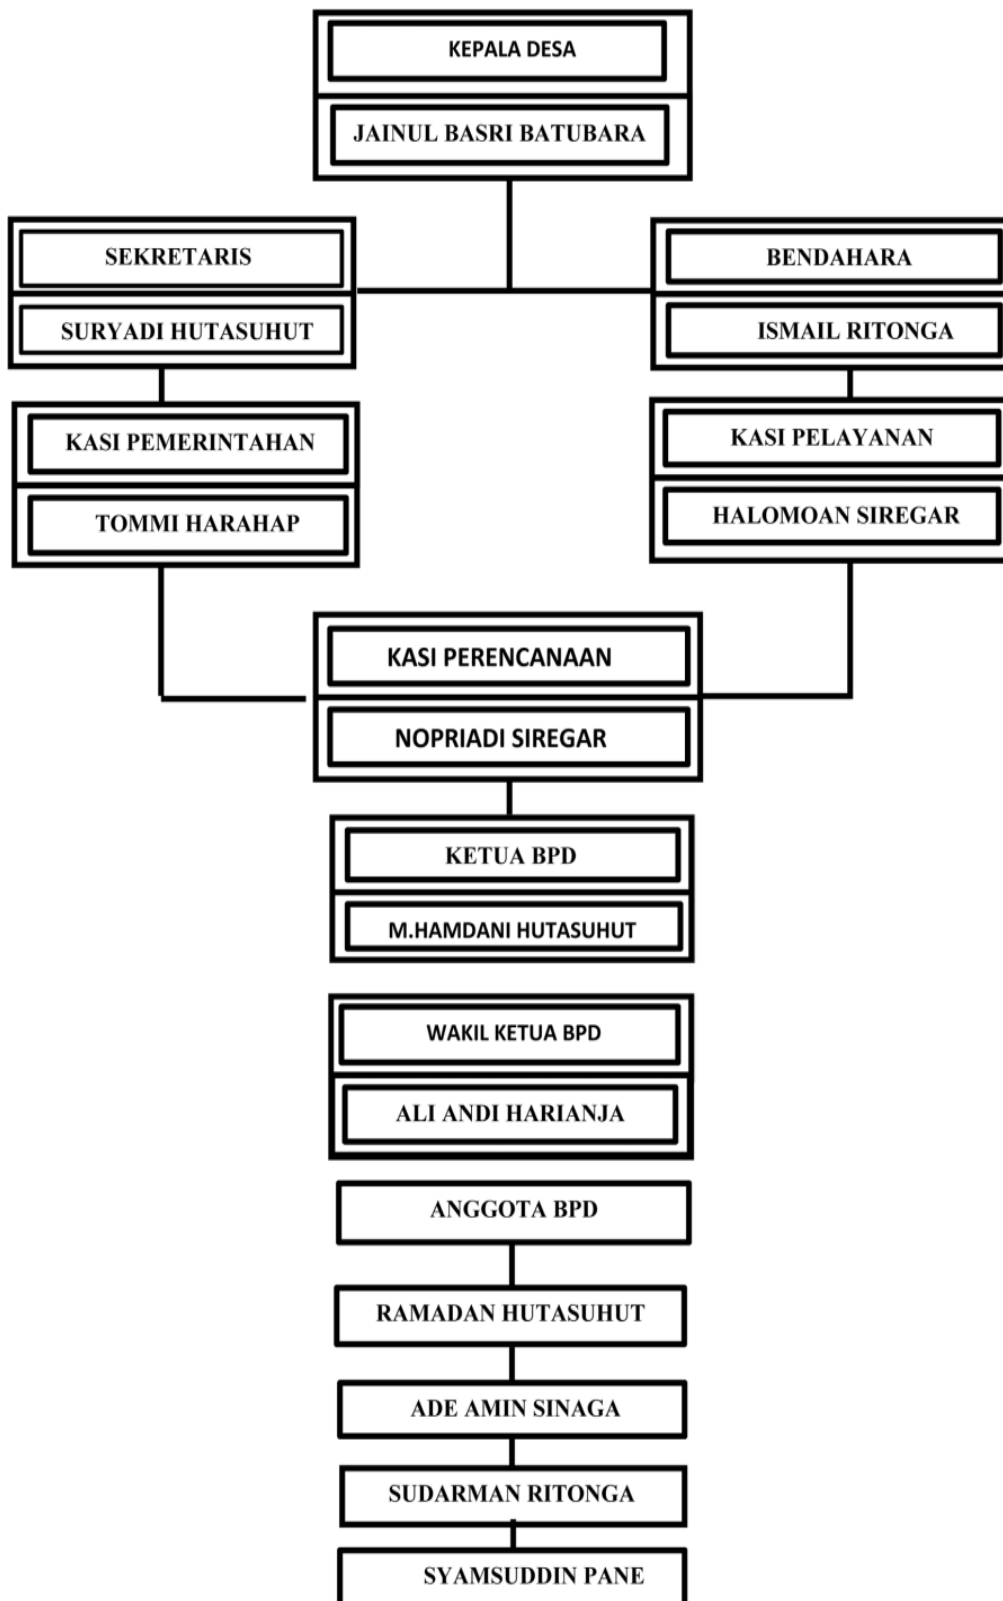 KEPALA DESA
JAINUL BASRI BATUBARA
SEKRETARIS
SURYADI HUTASUHUT
BENDAHARA
ISMAIL RITONGA
KASI PEMERINTAHAN
TOMMI HARAHAP
KASI PELAYANAN
HALOMOAN SIREGAR
KASI PERENCANAAN
NOPRIADI SIREGAR
KETUA BPD
M.HAMDANI HUTASUHUT
WAKIL KETUA BPD
ALI ANDI HARIANJA
ANGGOTA BPD
RAMADAN HUTASUHUT
ADE AMIN SINAGA
SUDARMAN RITONGA
SYAMSUDDIN PANE